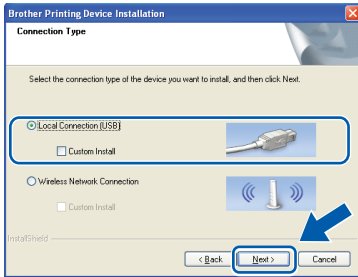 Brother Printing Device Installation
Connection Type
Select the connection type of the device you want to install, and then click Next.
Local Connection (USB)
Custom Install
Wireless Network Connection
Custom Install
InstallShield
< Back
Next >
Cancel